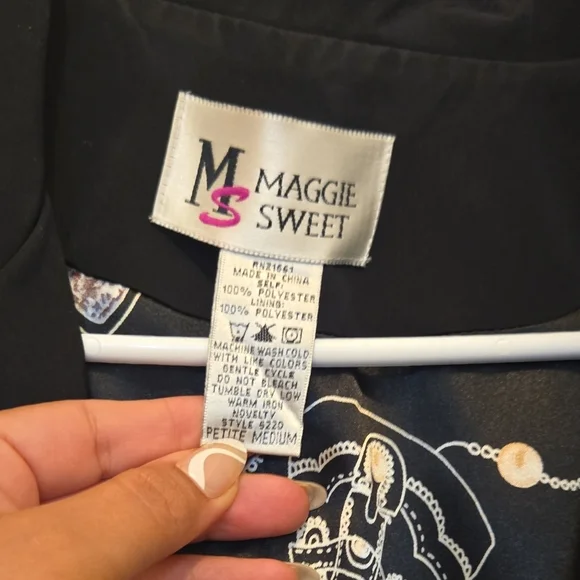 MS MAGGIE
SWEET
RN21661
MADE IN CHINA
SELF:
100% POLYESTER
LINING:
100% POLYESTER
MACHINE WASH COLD
WITH LIKE COLORS
GENTLE CYCLE
DO NOT BLEACH
TUMBLE DRY LOW
WARM IRON
NOVELTY
STYLE 6220
PETITE MEDIUM